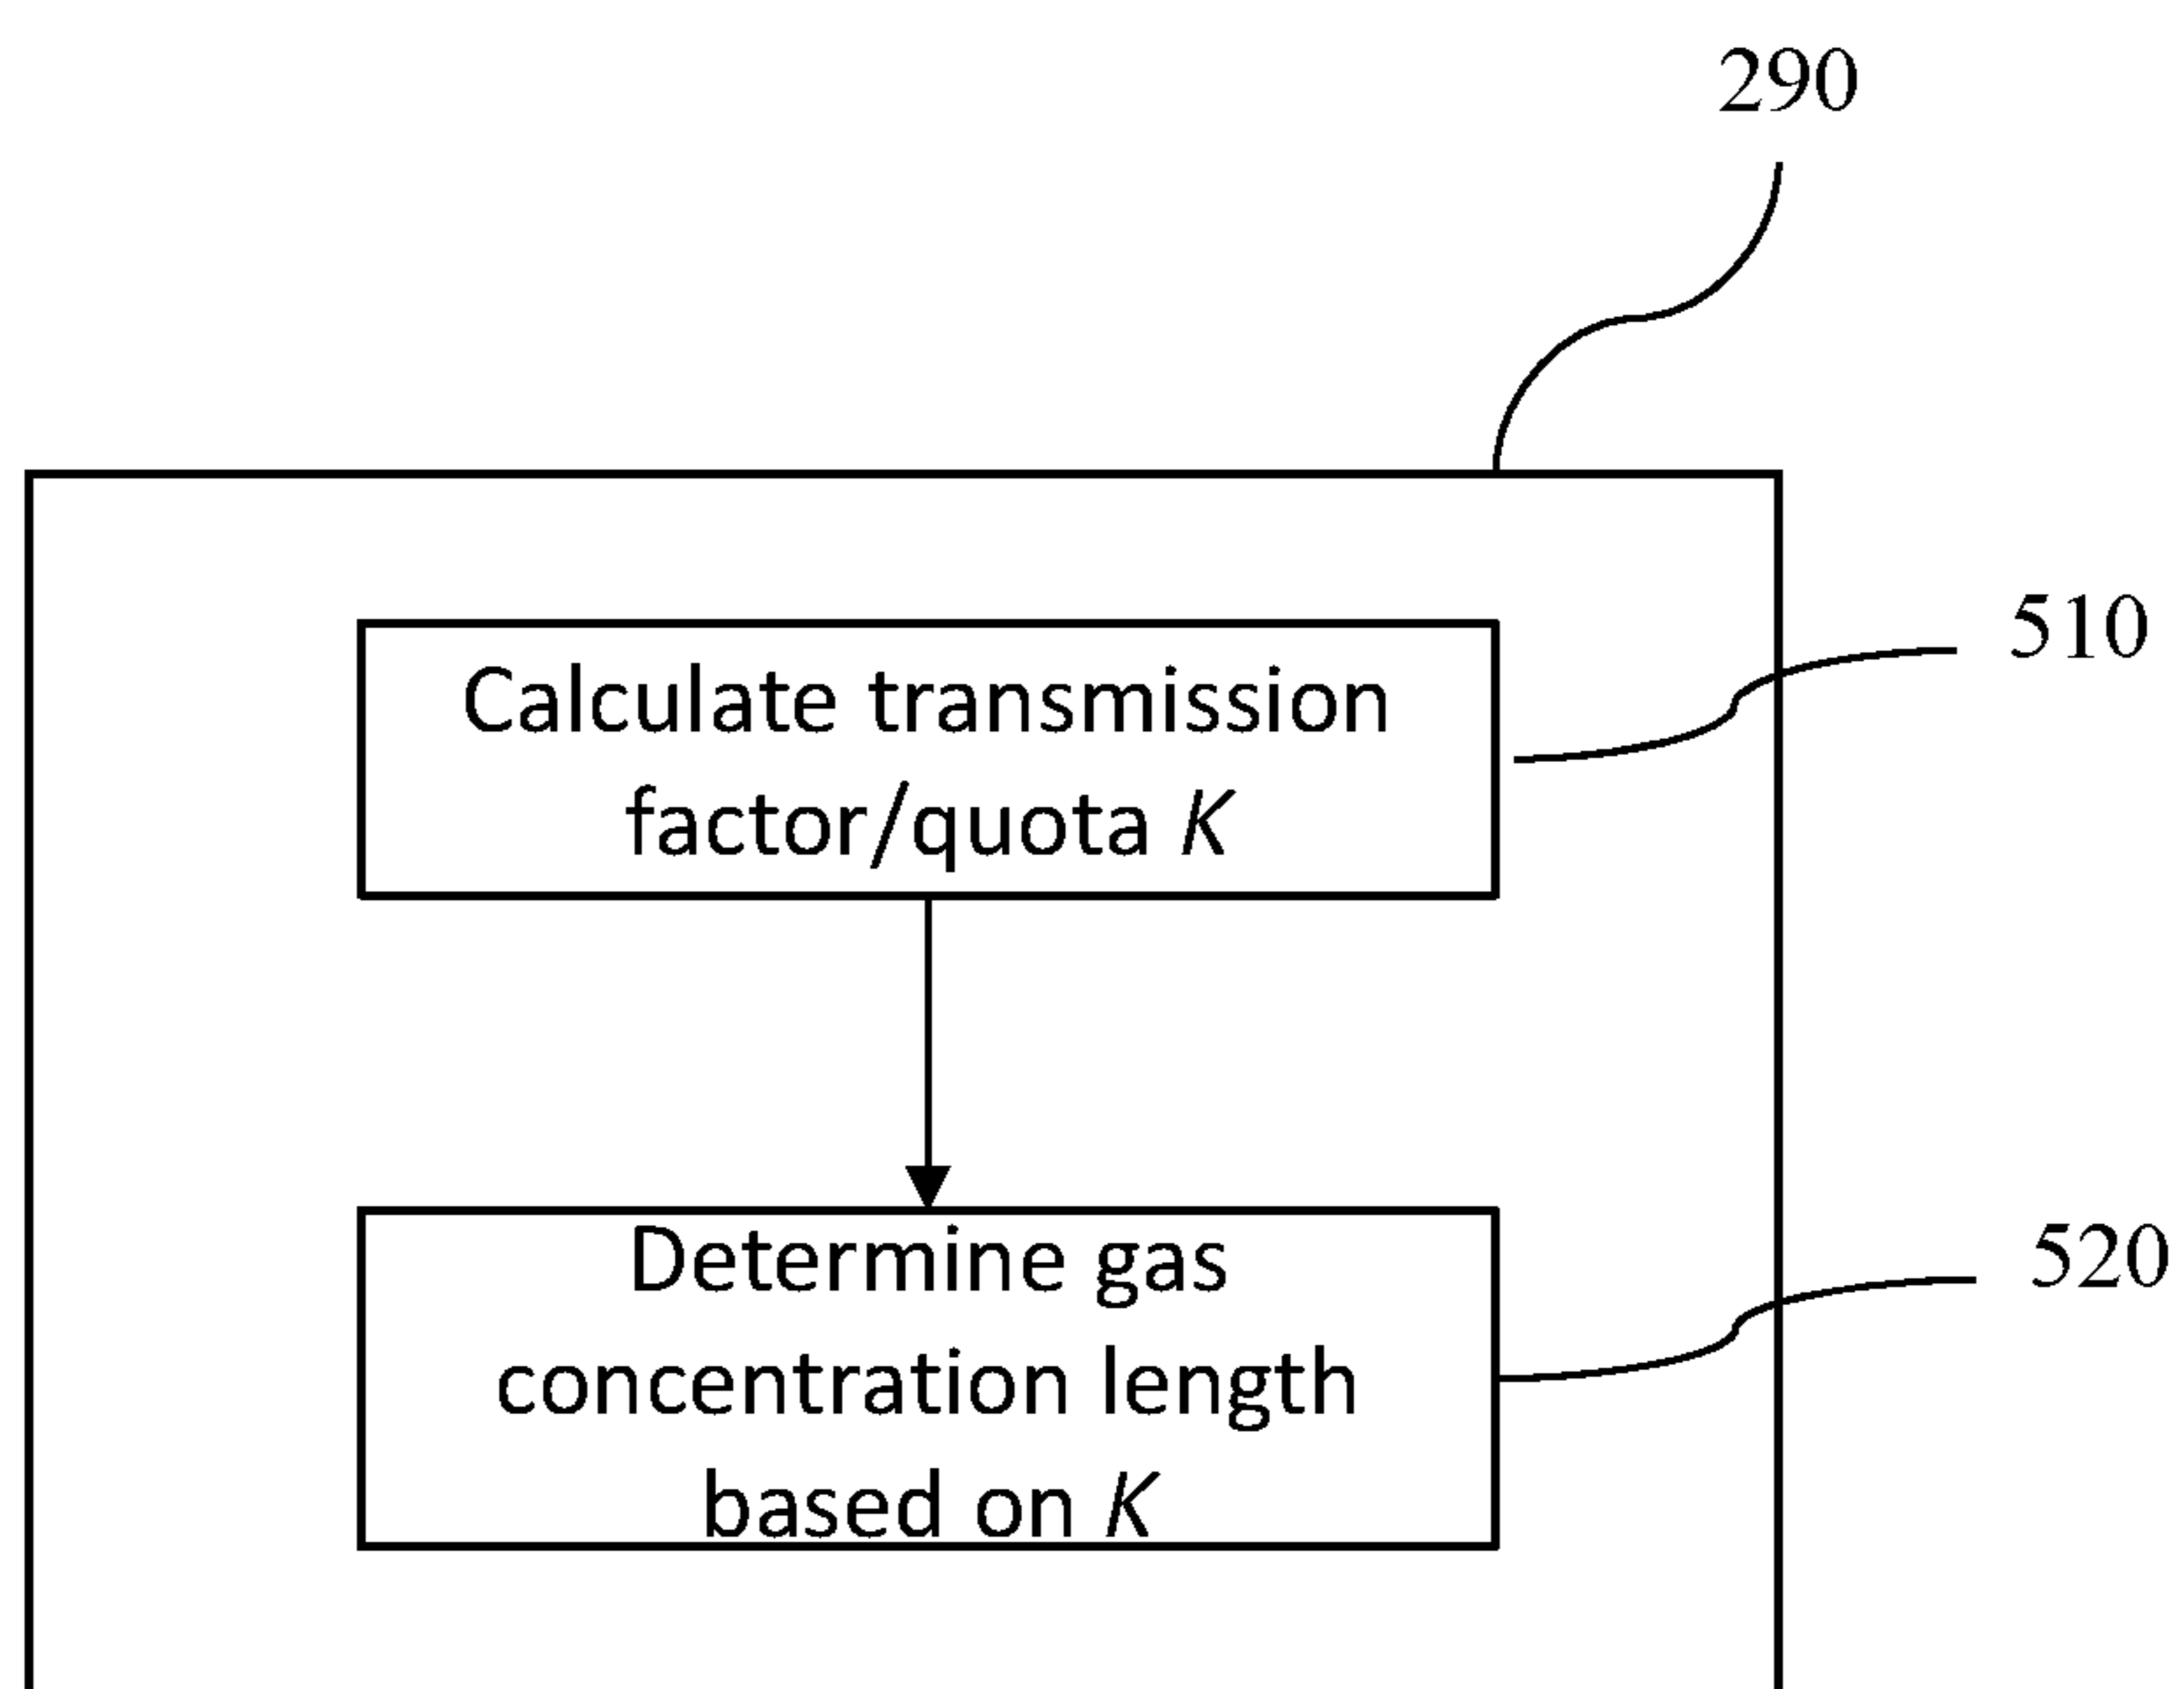 290
510
Calculate transmission
factor/quota K
520
Determine gas
concentration length
based on K